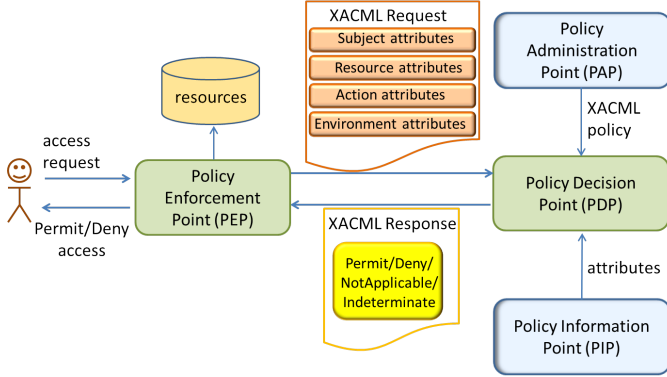 XACML Request
Subject attributes
Resource attributes
Action attributes
Environment attributes
Policy
Administration
Point (PAP)
resources
XACML
policy
access
request
Policy
Enforcement
Point (PEP)
Policy Decision
Point (PDP)
Permit/Deny
access
XACML Response
Permit/Deny/
NotApplicable/
Indeterminate
attributes
Policy Information
Point (PIP)